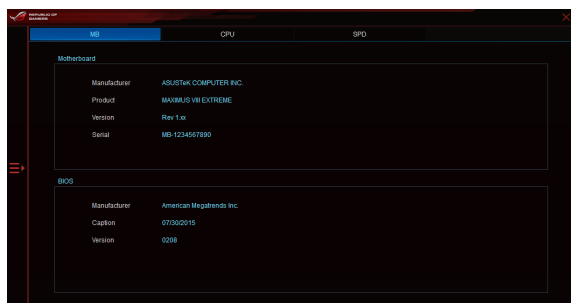 REPUBLIC OF
GAMERS
MB CPU SPD
Motherboard
Manufacturer ASUSTeK COMPUTER INC.
Product MAXIMUS VIII EXTREME
Version Rev 1.xx
Serial MB-1234567890
BIOS
Manufacturer American Megatrends Inc.
Caption 07/30/2015
Version 0208